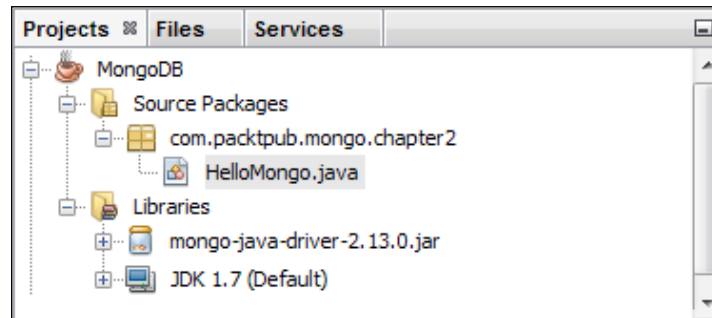 Projects Files Services
MongoDB
Source Packages
com.packtpub.mongo.chapter2
HelloMongo.java
Libraries
mongo-java-driver-2.13.0.jar
JDK 1.7 (Default)